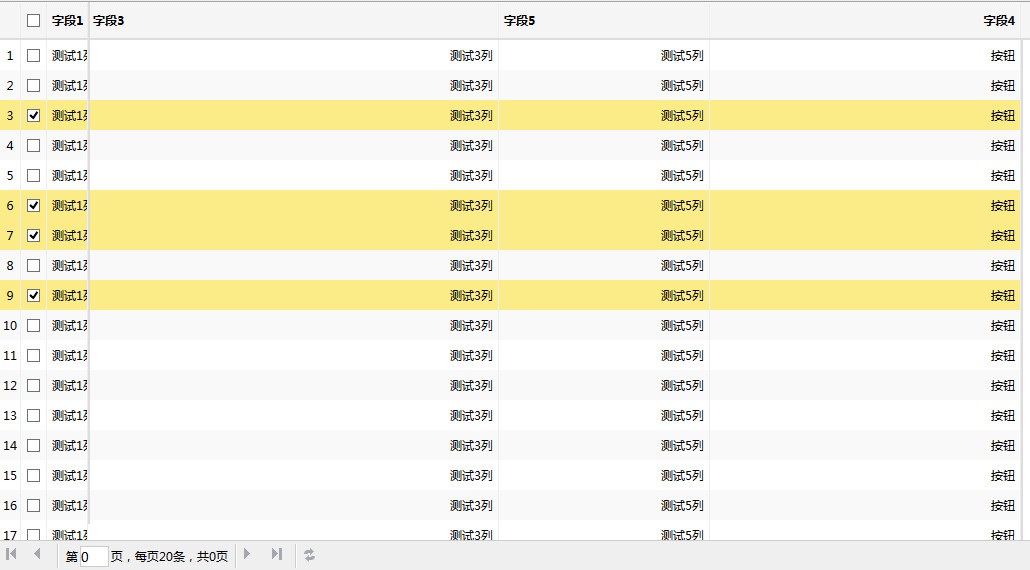 字段1 字段3 字段5 字段4
1 测试1列 测试3列 测试5列 按钮
2 测试1列 测试3列 测试5列 按钮
3 测试1列 测试3列 测试5列 按钮
4 测试1列 测试3列 测试5列 按钮
5 测试1列 测试3列 测试5列 按钮
6 测试1列 测试3列 测试5列 按钮
7 测试1列 测试3列 测试5列 按钮
8 测试1列 测试3列 测试5列 按钮
9 测试1列 测试3列 测试5列 按钮
10 测试1列 测试3列 测试5列 按钮
11 测试1列 测试3列 测试5列 按钮
12 测试1列 测试3列 测试5列 按钮
13 测试1列 测试3列 测试5列 按钮
14 测试1列 测试3列 测试5列 按钮
15 测试1列 测试3列 测试5列 按钮
16 测试1列 测试3列 测试5列 按钮
17 测试1列 测试3列 测试5列 按钮
第 0 页，每页20条，共0页